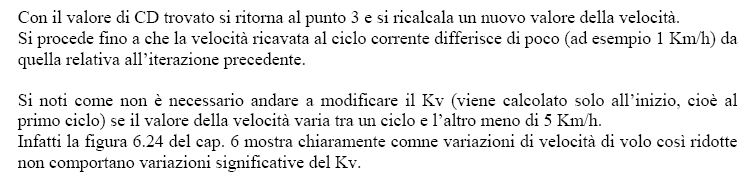 Con il valore di CD trovato si ritorna al punto 3 e si ricalcala un nuovo valore della velocità.
Si procede fino a che la velocità ricavata al ciclo corrente differisce di poco (ad esempio 1 Km/h) da
quella relativa all'iterazione precedente.
Si noti come non è necessario andare a modificare il Kv (viene calcolato solo all'inizio, cioè al
primo ciclo) se il valore della velocità varia tra un ciclo e l'altro meno di 5 Km/h.
Infatti la figura 6.24 del cap. 6 mostra chiaramente comne variazioni di velocità di volo così ridotte
non comportano variazioni significative del Kv.